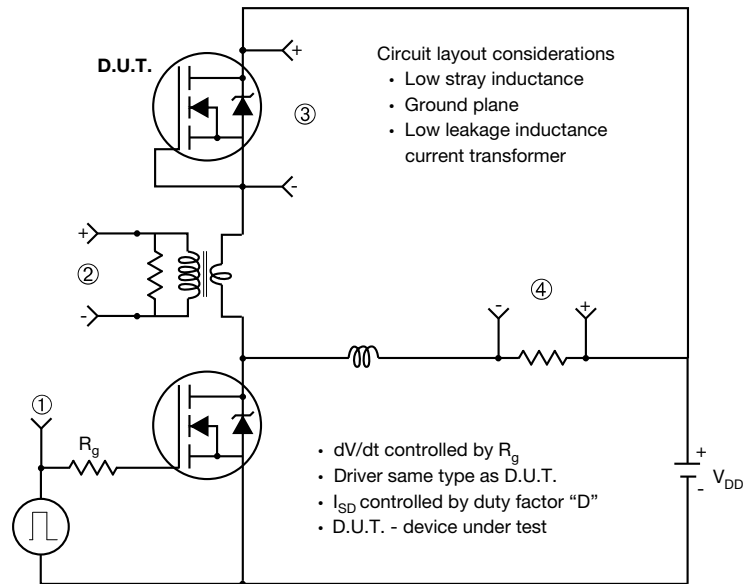 D.U.T.
+
③
-
Circuit layout considerations
• Low stray inductance
• Ground plane
• Low leakage inductance
current transformer
+
②
-
④
-
+
①
Rg
• dV/dt controlled by Rg
• Driver same type as D.U.T.
• ISD controlled by duty factor “D”
• D.U.T. - device under test
+
-
VDD